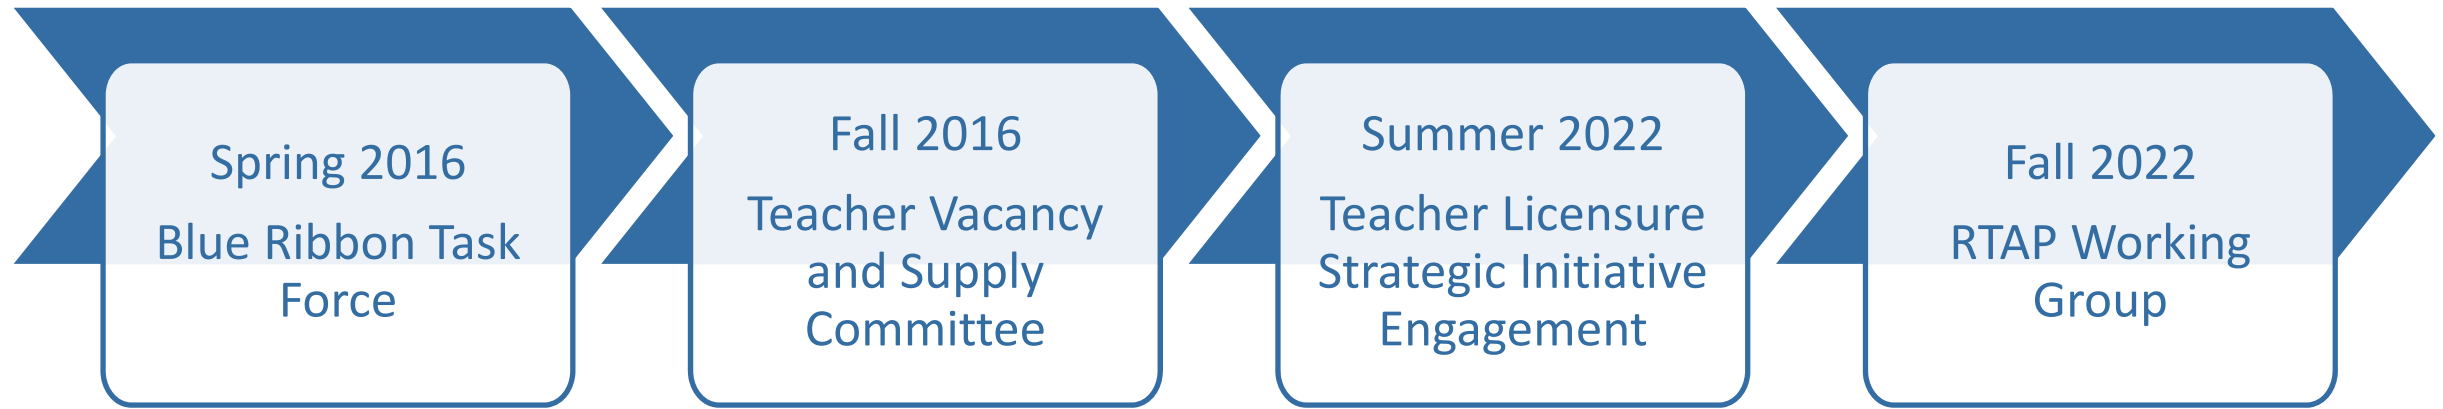 Spring 2016
Blue Ribbon Task
Force
Fall 2016
Teacher Vacancy
and Supply
Committee
Summer 2022
Teacher Licensure
Strategic Initiative
Engagement
Fall 2022
RTAP Working
Group